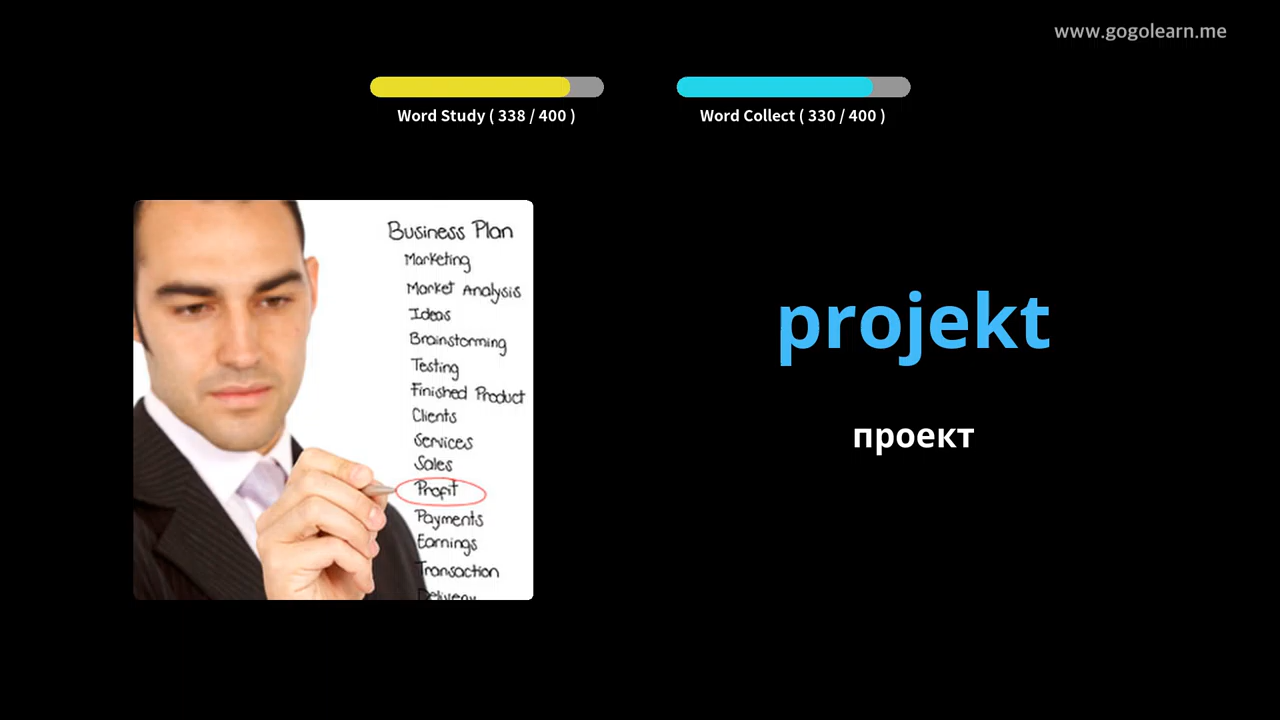 www.gogolearn.me
Word Study ( 338 / 400 )
Word Collect ( 330 / 400 )
Business Plan
Marketing
Market Analysis
Ideas
Brainstorming
Testing
Finished Product
Clients
Services
Sales
Profit
Payments
Earnings
Transaction
Delivery
projekt
проект